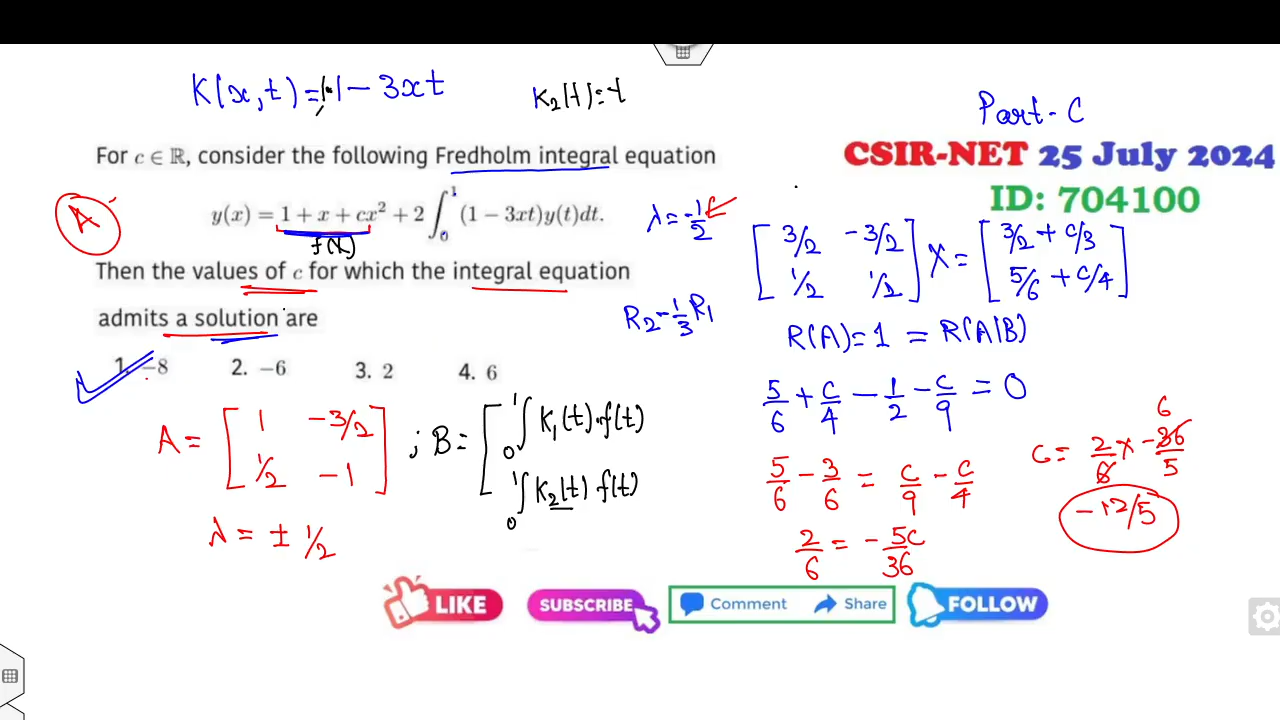 K(x,t)=1·1-3xt
K₂(t)=t
Part-C
For c ∈ ℝ, consider the following Fredholm integral equation
CSIR-NET 25 July 2024
ID: 704100
A
y(x) = 1 + x + cx² + 2∫₀¹ (1 − 3xt)y(t)dt.
f(x)
λ = -1/2
[3/2 -3/2; 1/2 1/2] X = [3/2 + c/3; 5/6 + c/4]
Then the values of c for which the integral equation
admits a solution are
R₂-1/3 R₁
R(A)=1 = R(A|B)
1. −8 2. −6 3. 2 4. 6
5/6 + c/4 - 1/2 - c/9 = 0
A = [1 -3/2; 1/2 -1] ; B = [∫₀¹ K₁(t)·f(t)
∫₀¹ K₂(t) f(t)
c = 2/6 × -36/5
6
5/6 - 3/6 = c/9 - c/4
-12/5
λ = ± 1/2
2/6 = - 5c/36
LIKE
SUBSCRIBE
Comment
Share
FOLLOW